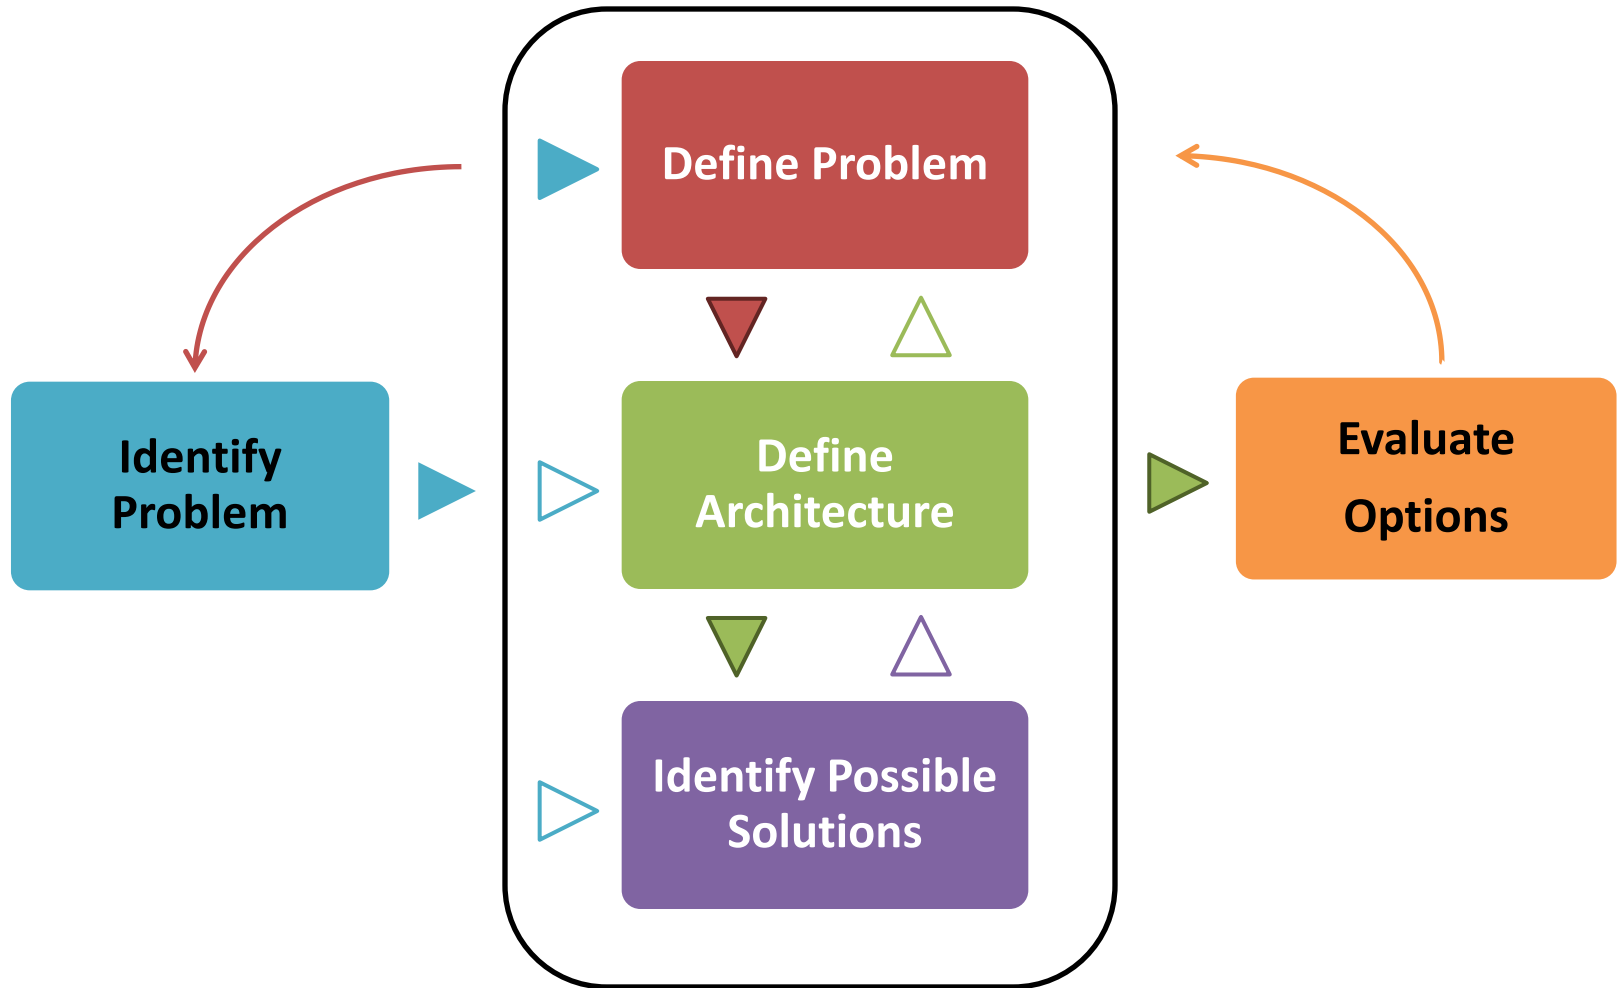 Define Problem
Identify
Problem
Define
Architecture
Evaluate
Options
Identify Possible
Solutions